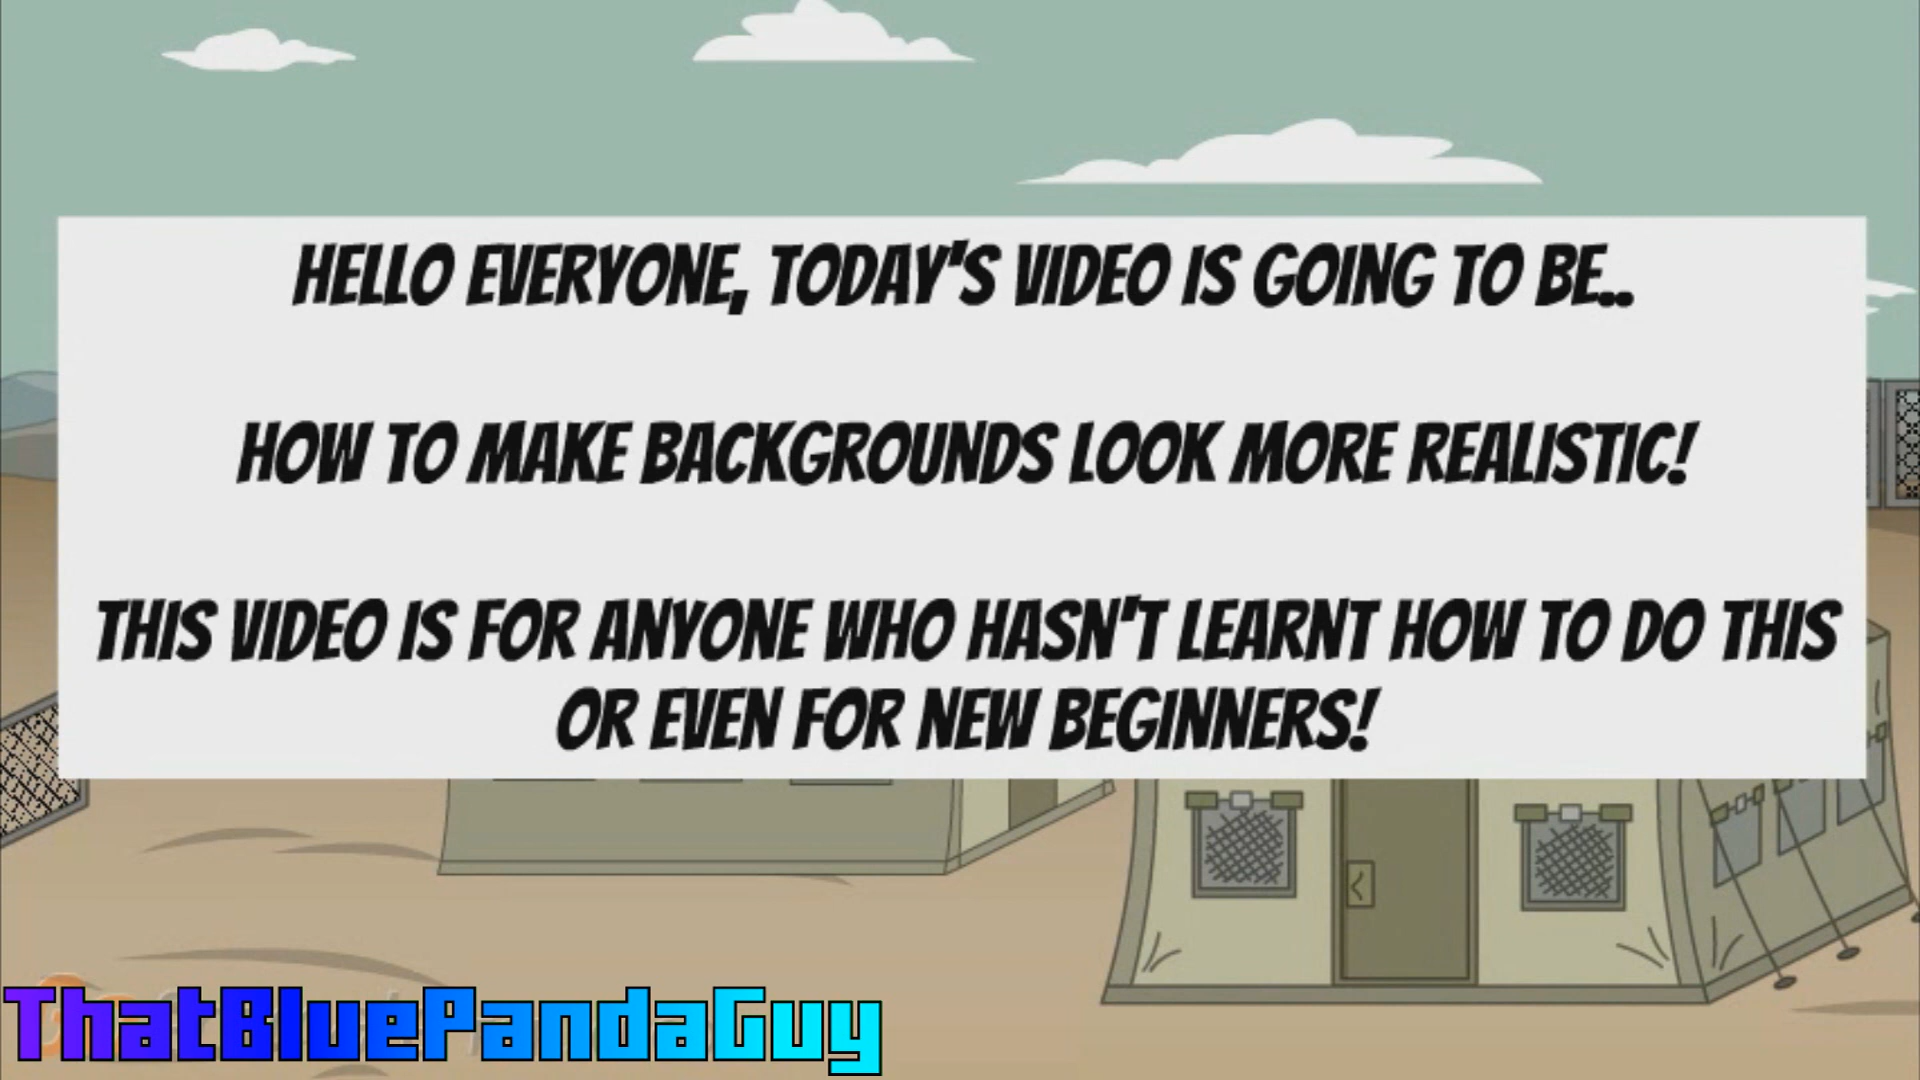 HELLO EVERYONE, TODAY'S VIDEO IS GOING TO BE..
HOW TO MAKE BACKGROUNDS LOOK MORE REALISTIC!
THIS VIDEO IS FOR ANYONE WHO HASN'T LEARNT HOW TO DO THIS
OR EVEN FOR NEW BEGINNERS!
ThatBluePandaGuy